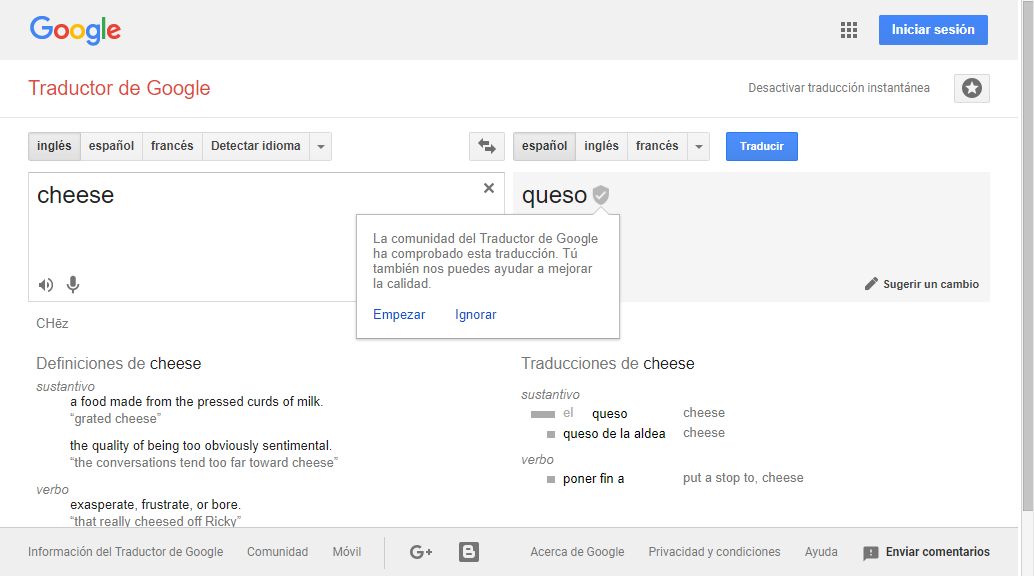 Google
Iniciar sesión
Traductor de Google
Desactivar traducción instantánea
inglés español francés Detectar idioma
español inglés francés Traducir
cheese
queso
La comunidad del Traductor de Google
ha comprobado esta traducción. Tú
también nos puedes ayudar a mejorar
la calidad.
Empezar Ignorar
Sugerir un cambio
CHēz
Definiciones de cheese
sustantivo
a food made from the pressed curds of milk.
“grated cheese”
the quality of being too obviously sentimental.
“the conversations tend too far toward cheese”
verbo
exasperate, frustrate, or bore.
“that really cheesed off Ricky”
Traducciones de cheese
sustantivo
el queso cheese
queso de la aldea cheese
verbo
poner fin a put a stop to, cheese
Información del Traductor de Google Comunidad Móvil G+ B Acerca de Google Privacidad y condiciones Ayuda Enviar comentarios